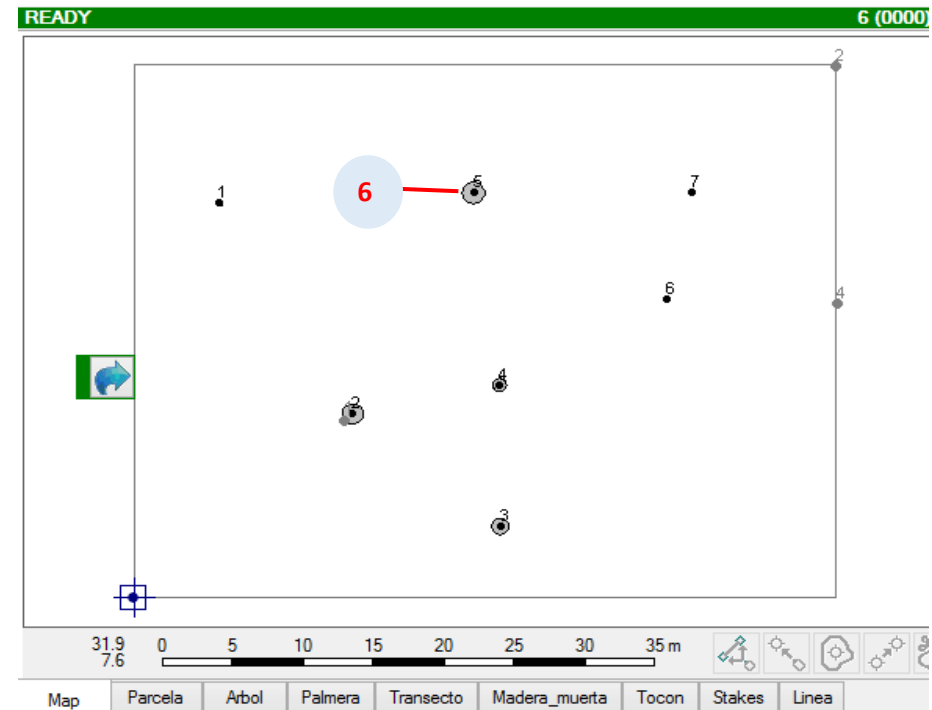 READY 6 (0000)
2
1 6 5 7
6
4
4
2
3
31.9 0 5 10 15 20 25 30 35 m
7.6
Map Parcela Arbol Palmera Transecto Madera_muerta Tocon Stakes Linea